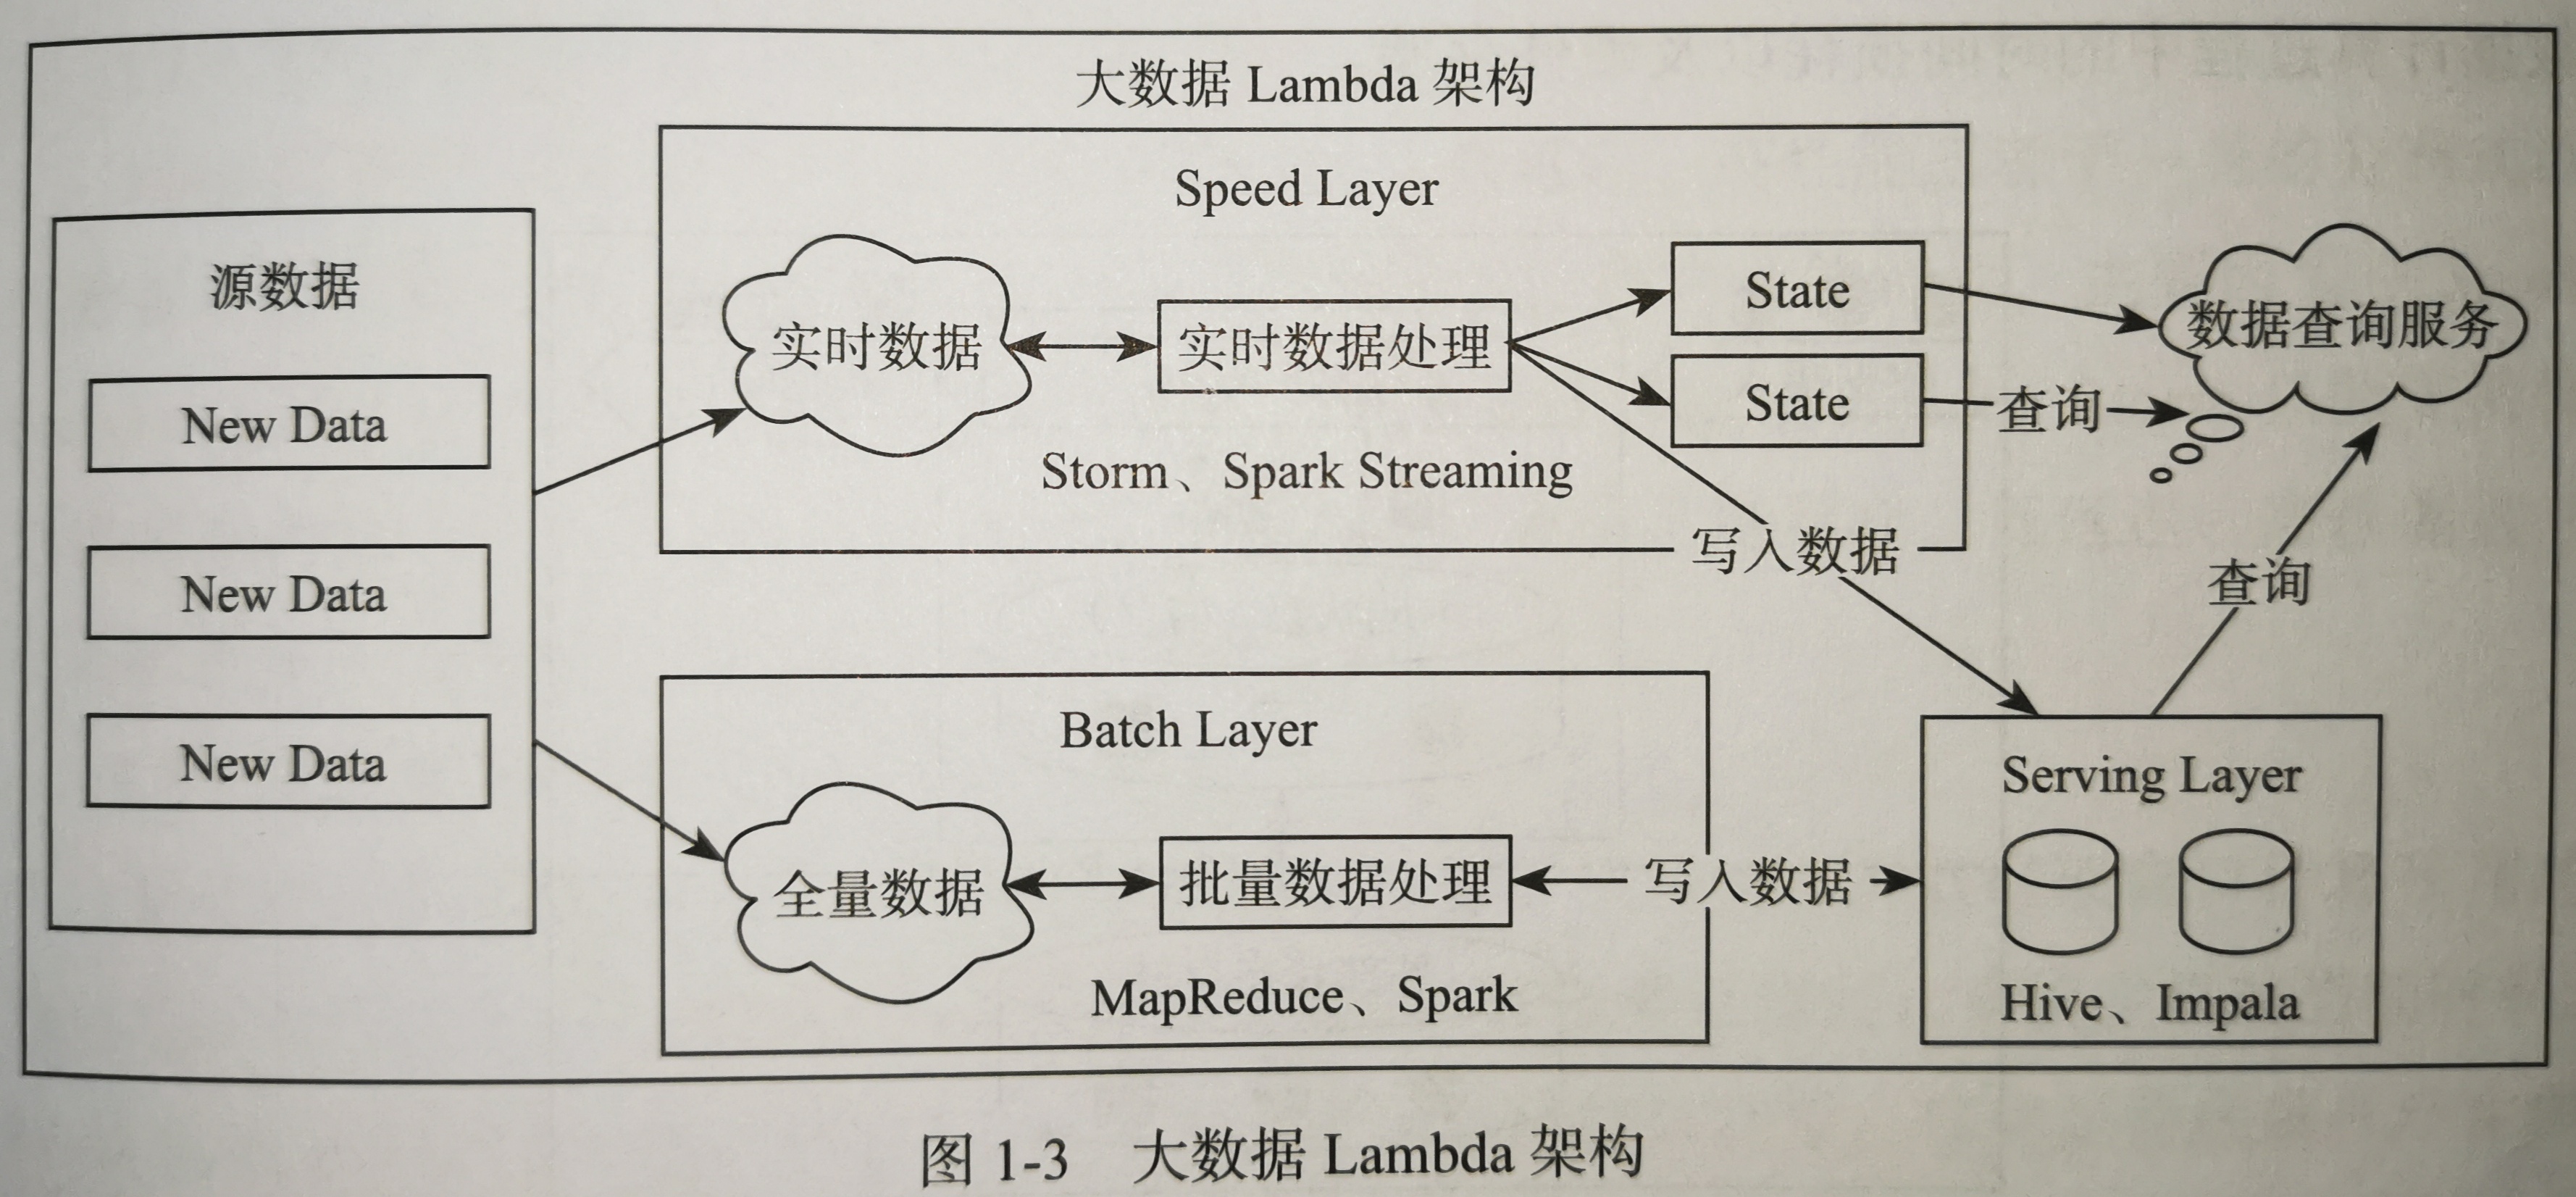 大数据 Lambda 架构
源数据
New Data
New Data
New Data
Speed Layer
实时数据
实时数据处理
State
State
Storm、Spark Streaming
写入数据
查询
数据查询服务
查询
Batch Layer
全量数据
批量数据处理
写入数据
MapReduce、Spark
Serving Layer
Hive、Impala
图 1-3 大数据 Lambda 架构